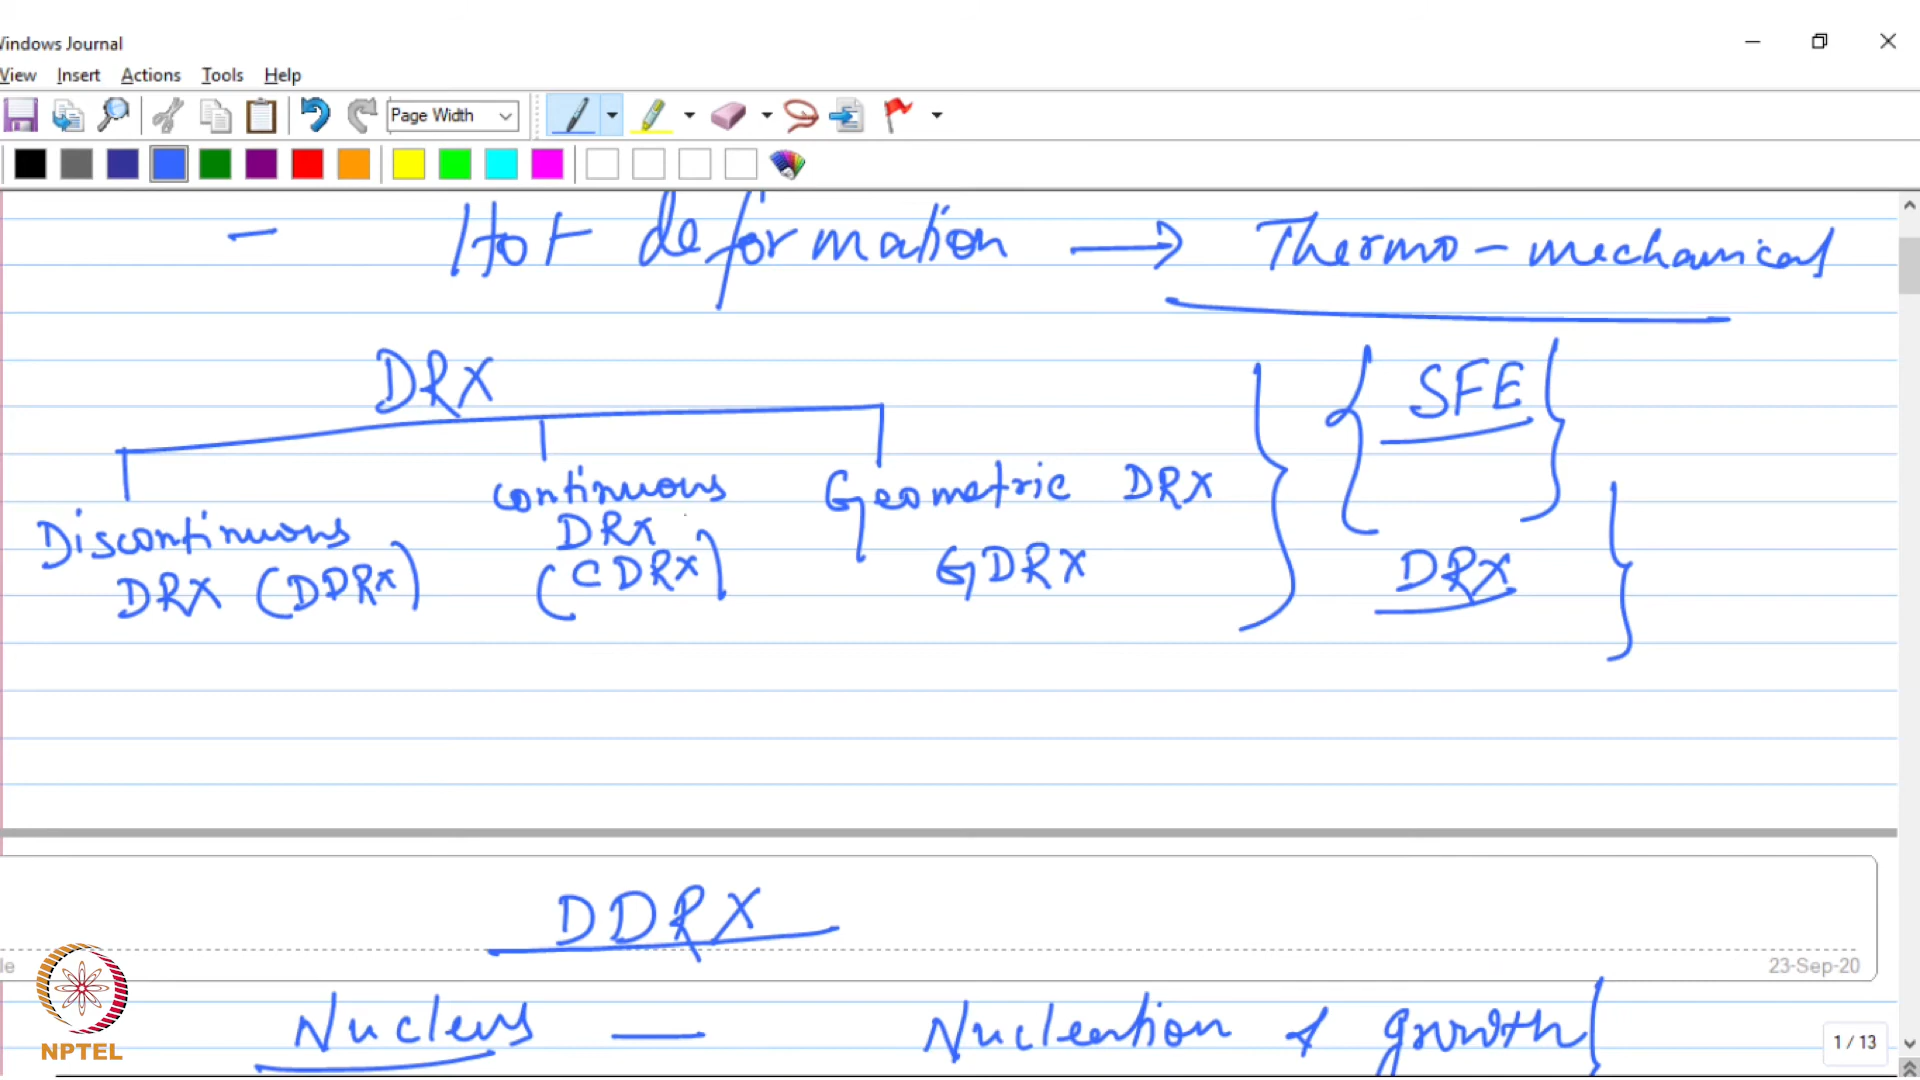 Windows Journal
View Insert Actions Tools Help
Page Width
- Hot deformation → Thermo-mechanical
DRX
Discontinuous DRX (DDRX)
continuous DRX (CDRX)
Geometric DRX GDRX
SFE
DRX
DDRX
23-Sep-20
Nucleus — Nucleation & growth
1 / 13
NPTEL